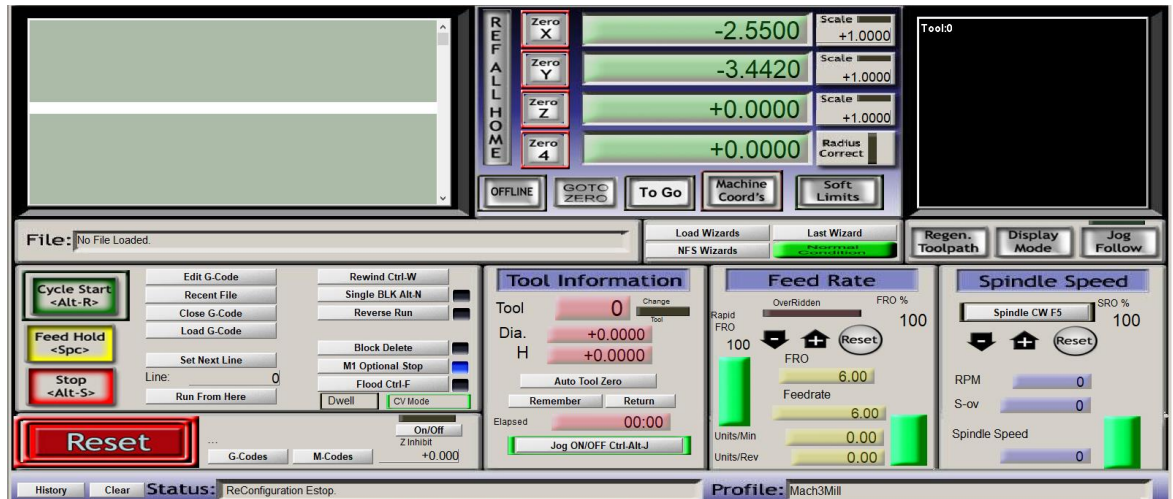 REF ALL HOME
Zero X
-2.5500
Scale
+1.0000
Zero Y
-3.4420
Scale
+1.0000
Zero Z
+0.0000
Scale
+1.0000
Zero 4
+0.0000
Radius Correct
OFFLINE
GOTO ZERO
To Go
Machine Coord's
Soft Limits
Tool:0
File: No File Loaded.
Load Wizards
Last Wizard
NFS Wizards
Normal Condition
Regen. Toolpath
Display Mode
Jog Follow
Cycle Start <Alt-R>
Feed Hold <Spc>
Stop <Alt-S>
Edit G-Code
Recent File
Close G-Code
Load G-Code
Set Next Line
Line: 0
Run From Here
Rewind Ctrl-W
Single BLK Alt-N
Reverse Run
Block Delete
M1 Optional Stop
Flood Ctrl-F
Dwell
CV Mode
Reset
...
G-Codes
M-Codes
On/Off
Z Inhibit
+0.000
Tool Information
Tool 0
Change Tool
Dia. +0.0000
H +0.0000
Auto Tool Zero
Remember
Return
Elapsed 00:00
Jog ON/OFF Ctrl-Alt-J
Feed Rate
OverRidden
FRO %
100
Rapid FRO
100
Reset
FRO
6.00
Feedrate
6.00
Units/Min 0.00
Units/Rev 0.00
Spindle Speed
Spindle CW F5
SRO %
100
Reset
RPM 0
S-ov 0
Spindle Speed
0
History
Clear
Status: ReConfiguration Estop.
Profile: Mach3Mill